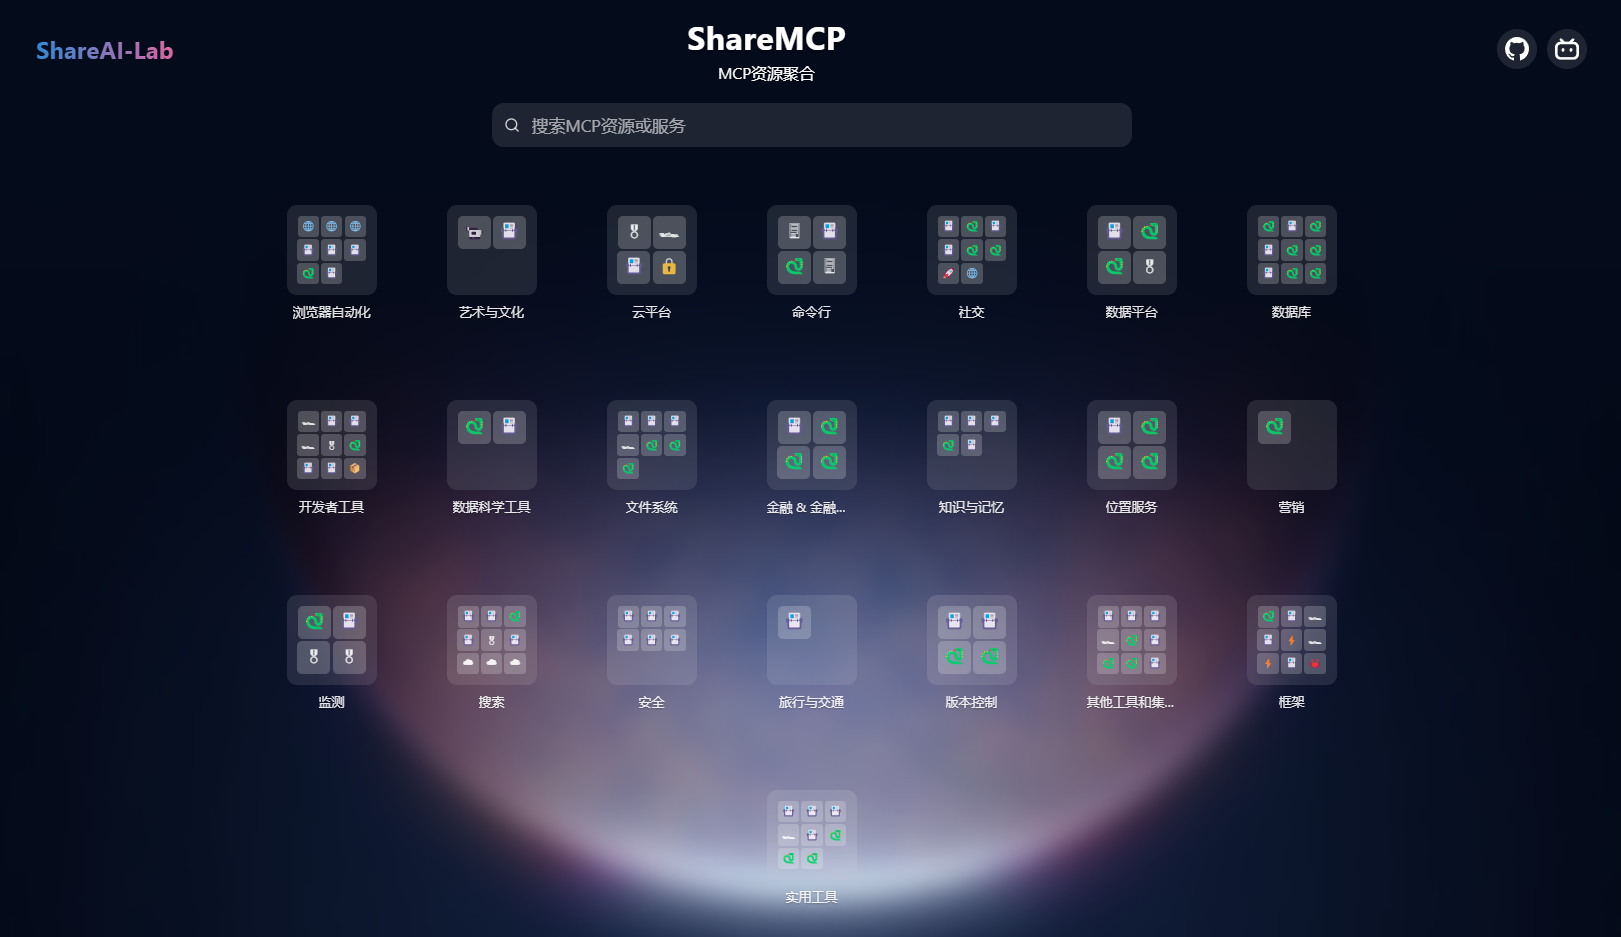 ShareAI-Lab
ShareMCP
MCP资源聚合
搜索MCP资源或服务
浏览器自动化
艺术与文化
云平台
命令行
社交
数据平台
数据库
开发者工具
数据科学工具
文件系统
金融 & 金融...
知识与记忆
位置服务
营销
监测
搜索
安全
旅行与交通
版本控制
其他工具和集...
框架
实用工具